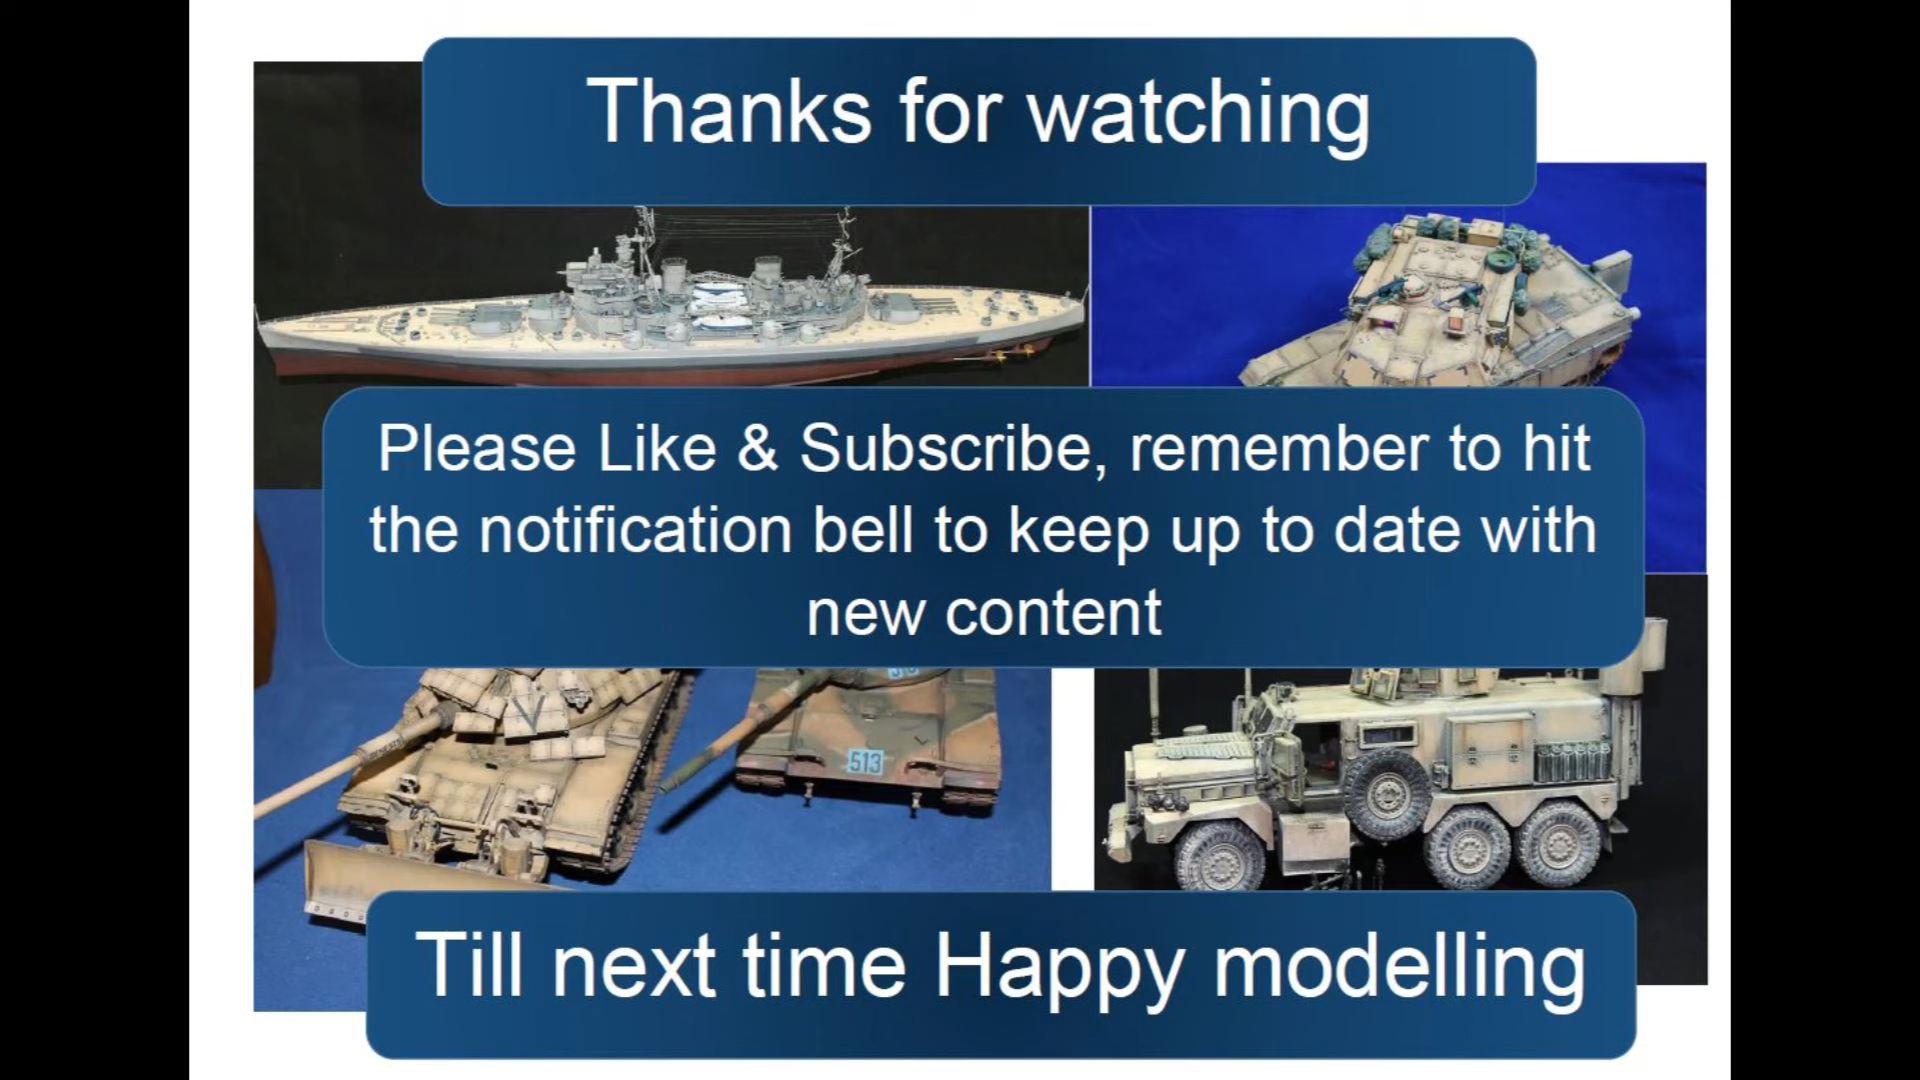 Thanks for watching
Please Like & Subscribe, remember to hit
the notification bell to keep up to date with
new content
513
Till next time Happy modelling